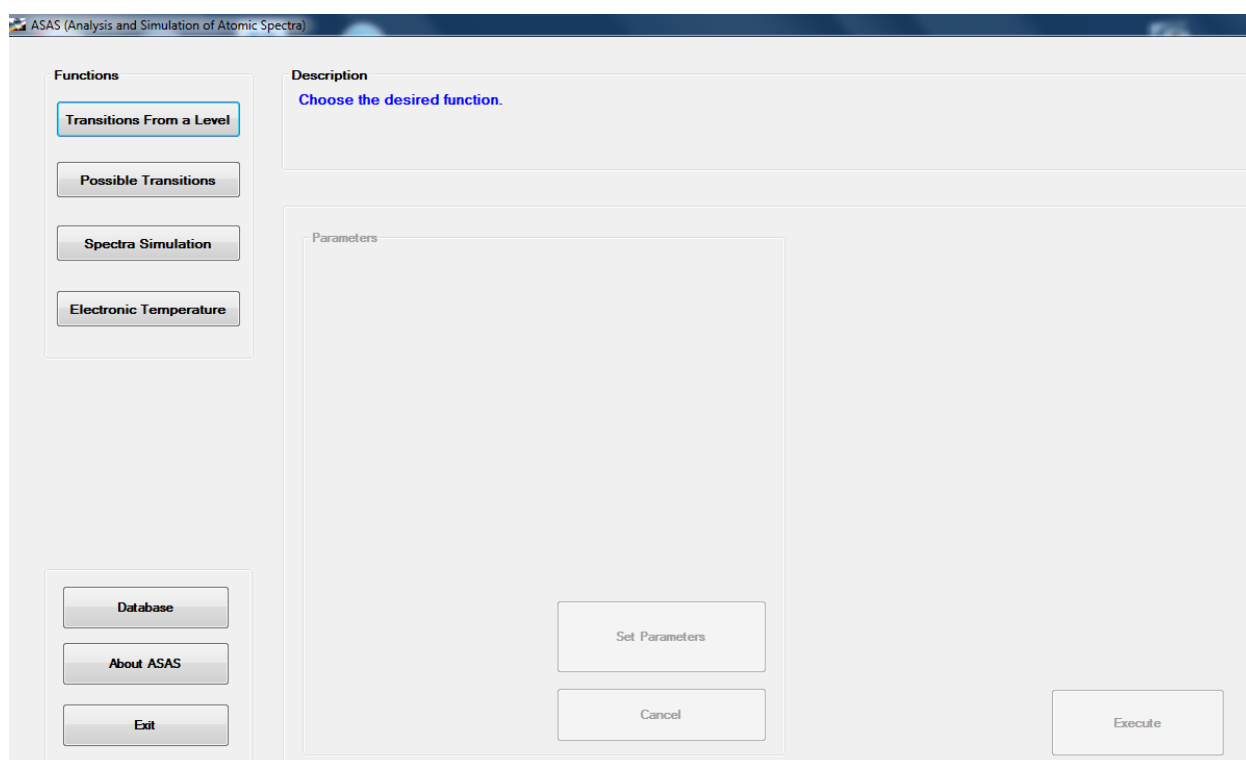 ASAS (Analysis and Simulation of Atomic Spectra)
Functions
Transitions From a Level
Possible Transitions
Spectra Simulation
Electronic Temperature
Database
About ASAS
Exit
Description
Choose the desired function.
Parameters
Set Parameters
Cancel
Execute